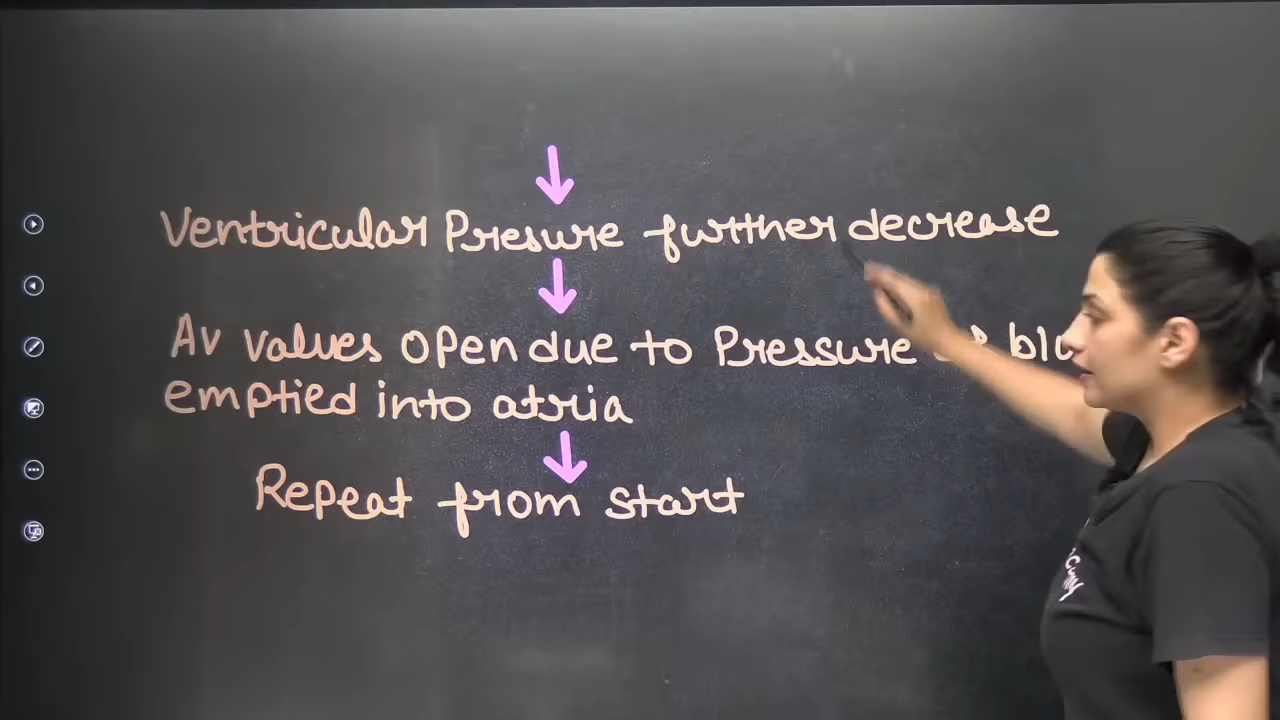 Ventricular Presure further decrease
Av values open due to Pressure
emptied into atria
Repeat from start